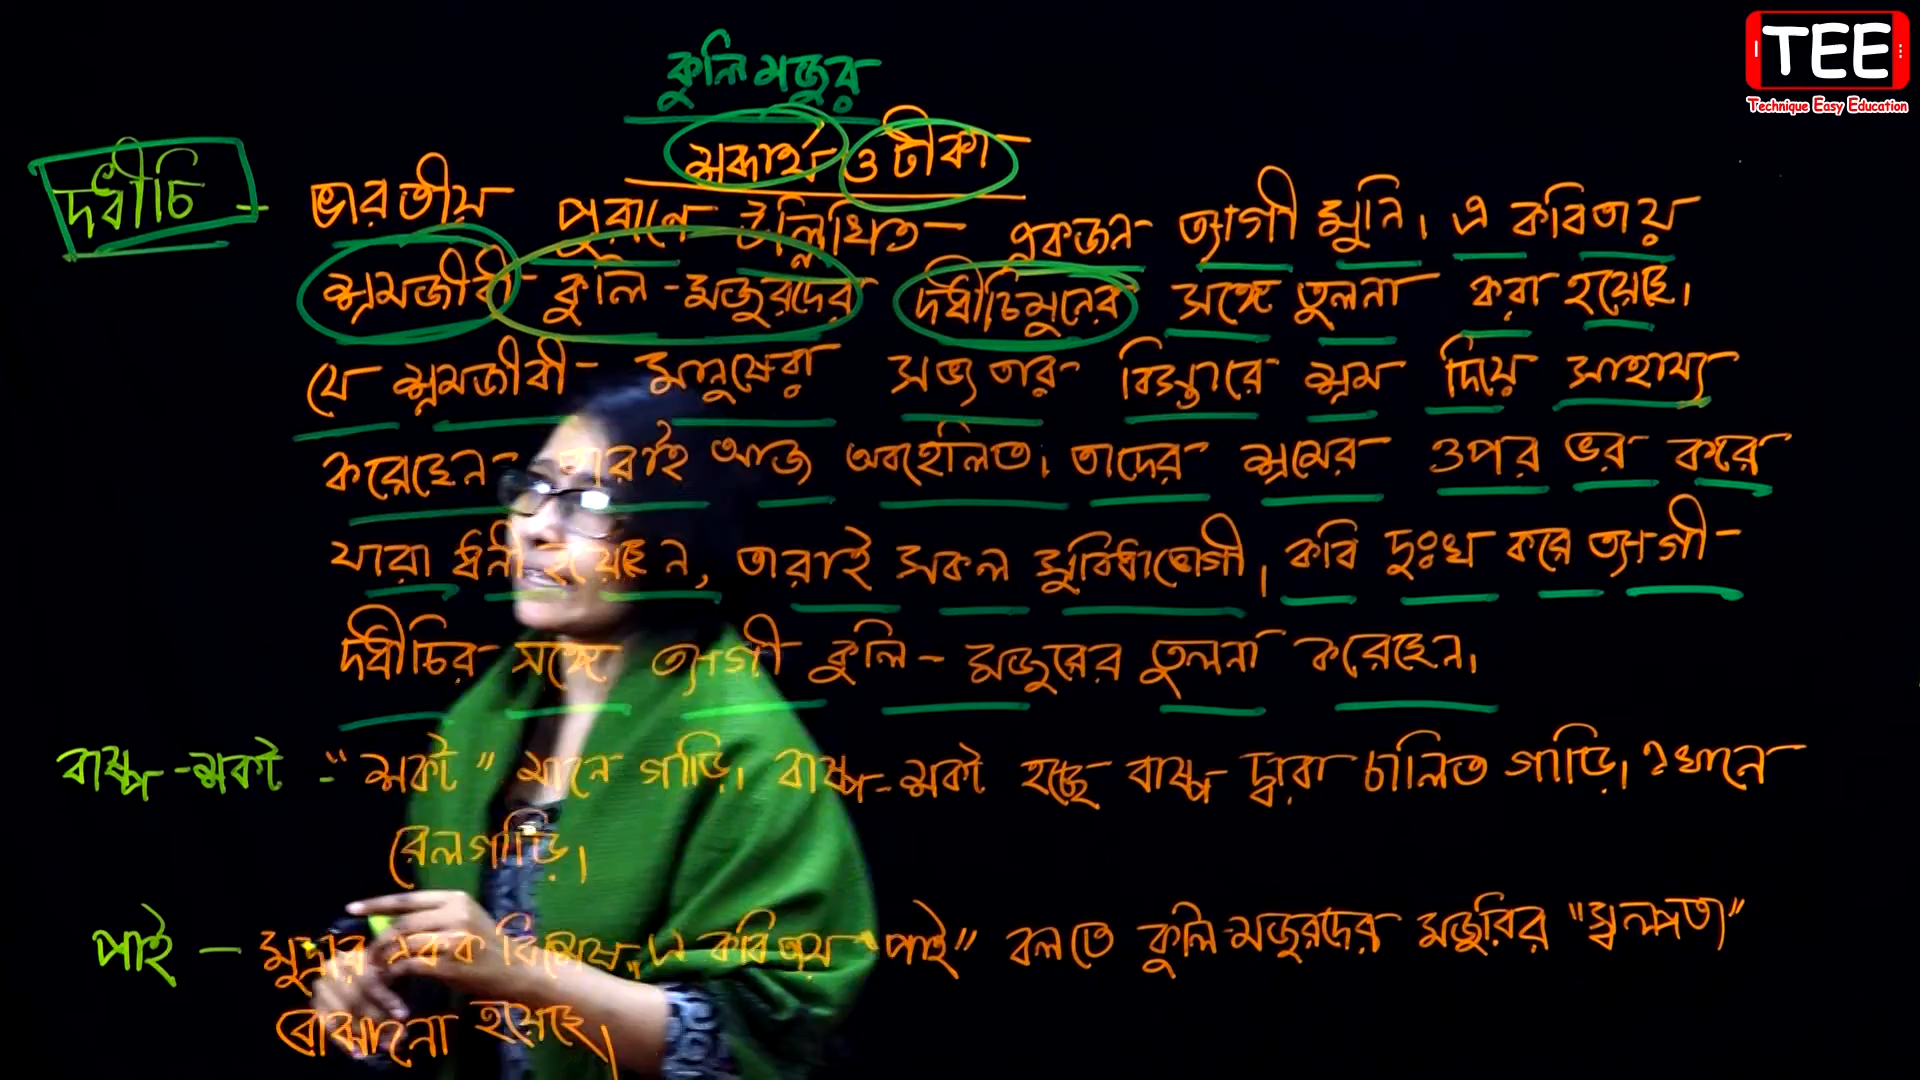 TEE
Technique Easy Education
কুলি মজুর
শব্দার্থ ও টীকা
দধীচি - ভারতীয় পুরাণে উল্লিখিত একজন ত্যাগী মুনি। এ কবিতায়
শ্রমজীবী কুলি-মজুরদের দধীচিমুনের সঙ্গে তুলনা করা হয়েছে।
যে শ্রমজীবী মানুষেরা সভ্যতার বিস্তারে শ্রম দিয়ে সাহায্য
করেছেন তারাই আজ অবহেলিত। তাদের শ্রমের ওপর ভর করে
যারা ধনী হয়েছেন, তারাই সকল সুবিধাভোগী। কবি দুঃখ করে ত্যাগী
দধীচির সঙ্গে ত্যাগী কুলি-মজুরের তুলনা করেছেন।
বাষ্প-শকট - "শকট" মানে গাড়ি। বাষ্প-শকট হচ্ছে বাষ্প দ্বারা চালিত গাড়ি। এখানে
রেলগাড়ি।
পাই - মুদ্রার একক বিশেষ, এ কবিতায় "পাই" বলতে কুলি-মজুরদের মজুরির "স্বল্পতা"
বোঝানো হয়েছে।